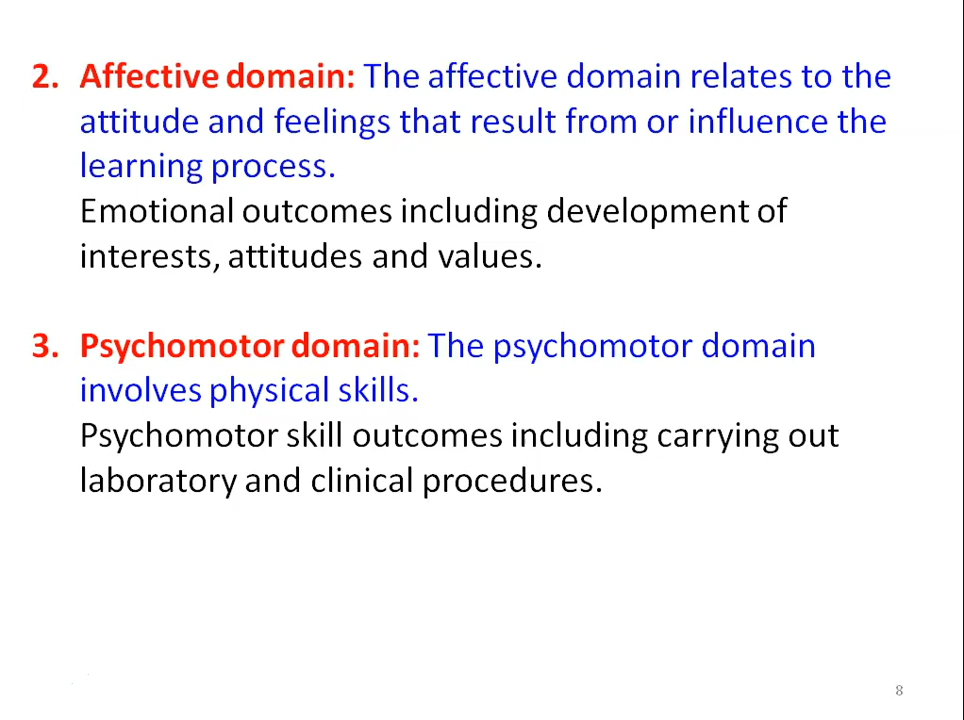 2. Affective domain: The affective domain relates to the
attitude and feelings that result from or influence the
learning process.
Emotional outcomes including development of
interests, attitudes and values.
3. Psychomotor domain: The psychomotor domain
involves physical skills.
Psychomotor skill outcomes including carrying out
laboratory and clinical procedures.
8